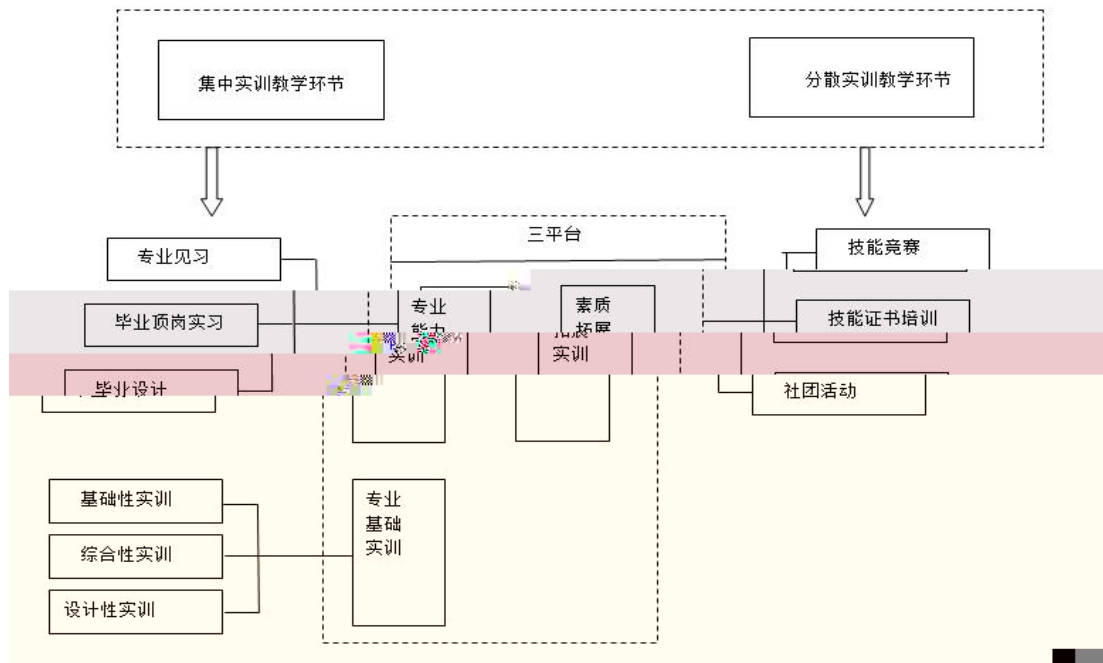 集中实训教学环节
分散实训教学环节
三平台
专业见习
技能竞赛
毕业顶岗实习
专业
能力
实训
素质
拓展
实训
技能证书培训
毕业设计
社团活动
基础性实训
综合性实训
设计性实训
专业
基础
实训